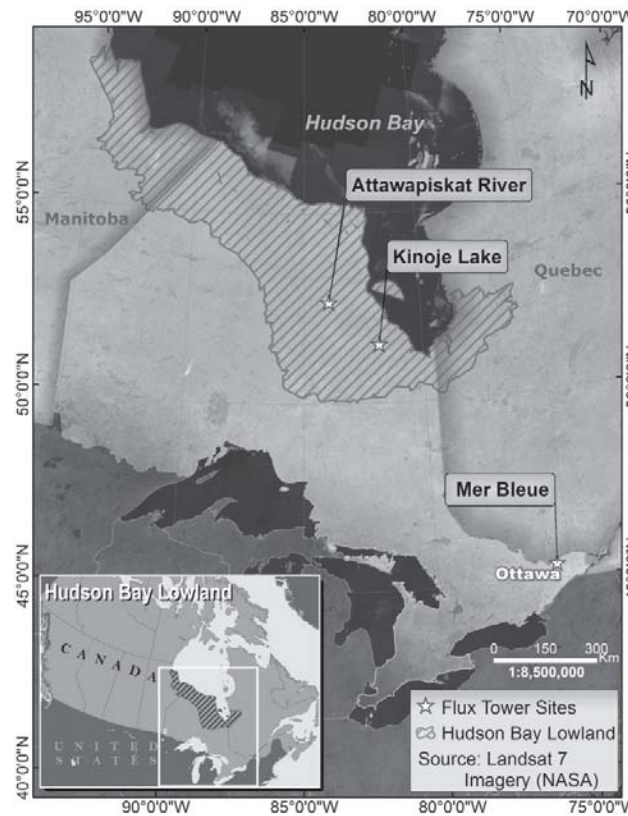 95°0'0"W 90°0'0"W 85°0'0"W 80°0'0"W 75°0'0"W 70°0'0"W
N
Hudson Bay
Attawapiskat River
55°0'0"N
Manitoba
Kinoje Lake
Quebec
50°0'0"N
Mer Bleue
Ottawa
45°0'0"N
Hudson Bay Lowland
CANADA
UNITED
STATES
0 150 300
Km
1:8,500,000
Flux Tower Sites
Hudson Bay Lowland
Source: Landsat 7
Imagery (NASA)
40°0'0"N
90°0'0"W 85°0'0"W 80°0'0"W 75°0'0"W